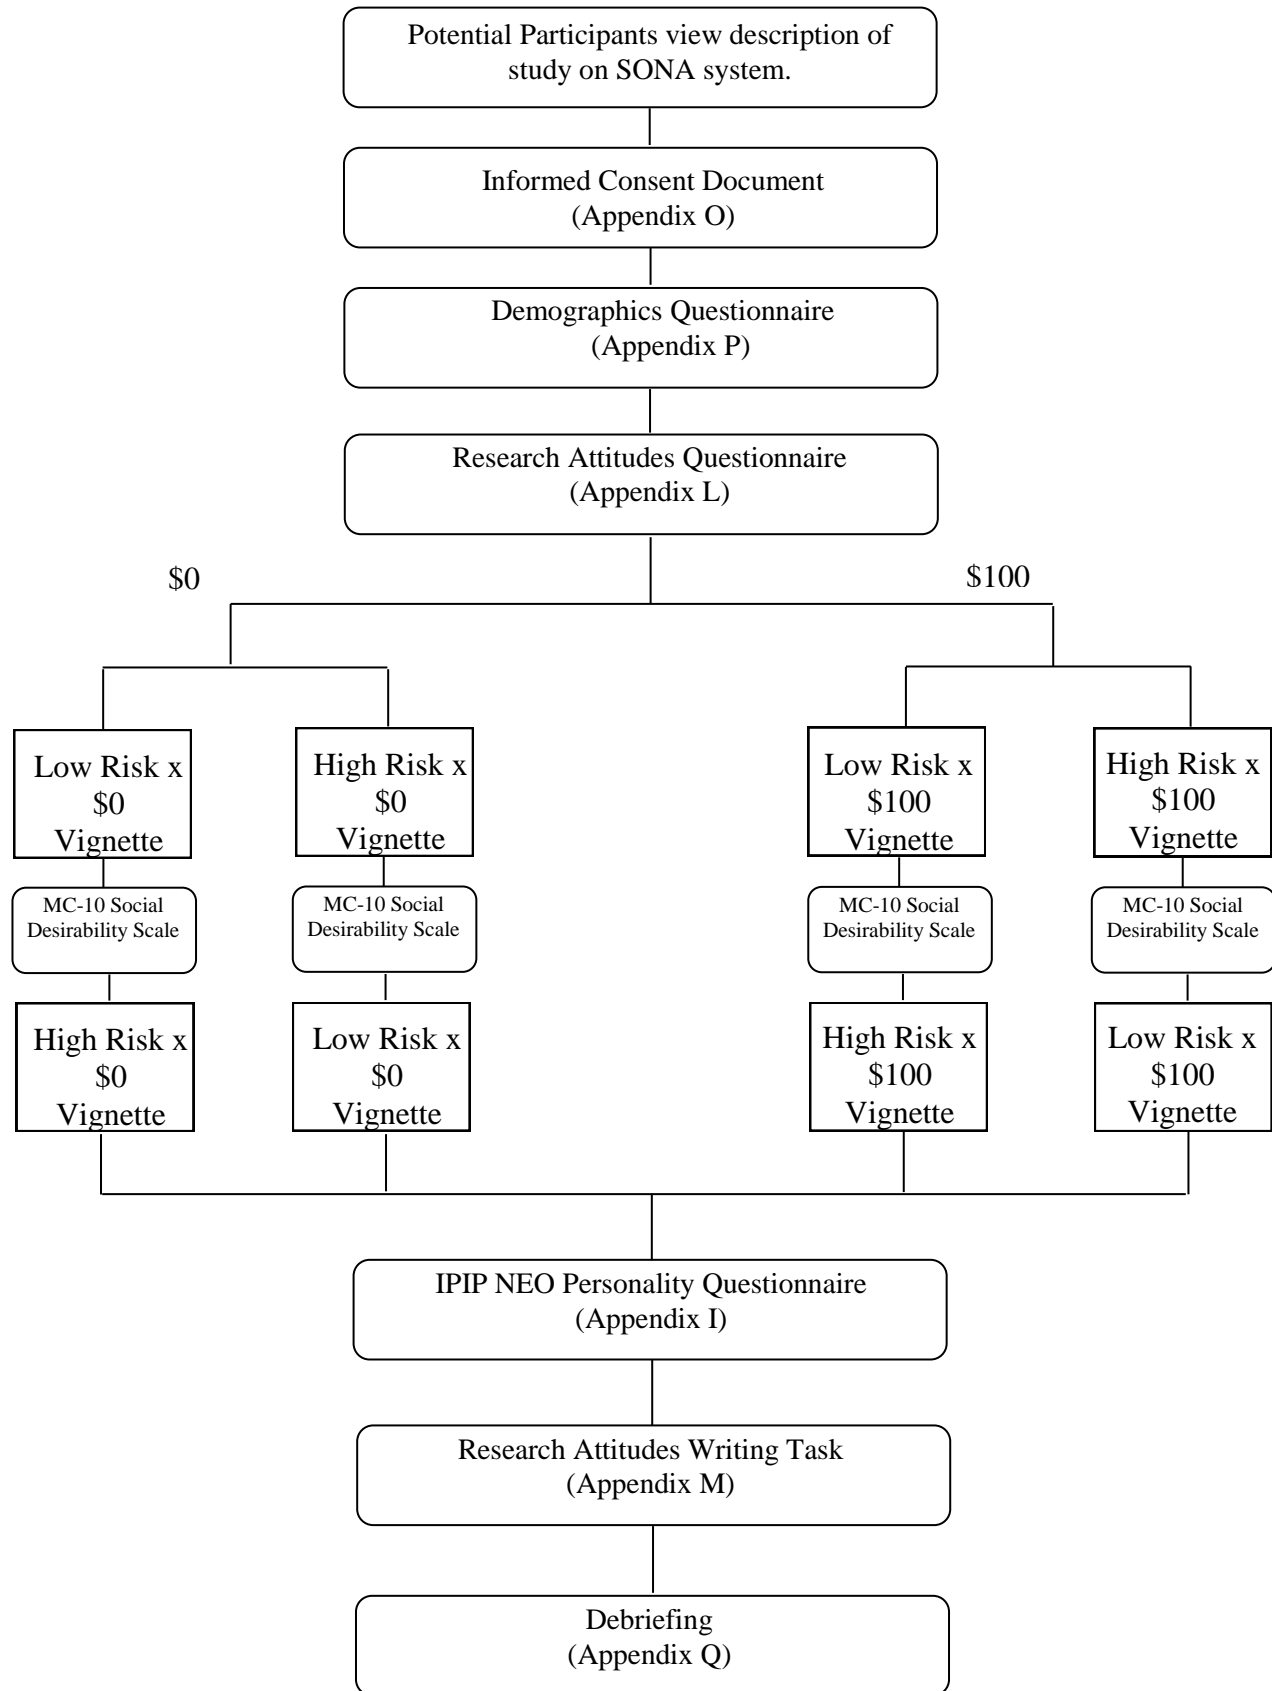 Potential Participants view description of
study on SONA system.
Informed Consent Document
(Appendix O)
Demographics Questionnaire
(Appendix P)
Research Attitudes Questionnaire
(Appendix L)
$0
$100
Low Risk x
$0
Vignette
High Risk x
$0
Vignette
Low Risk x
$100
Vignette
High Risk x
$100
Vignette
MC-10 Social
Desirability Scale
MC-10 Social
Desirability Scale
MC-10 Social
Desirability Scale
MC-10 Social
Desirability Scale
High Risk x
$0
Vignette
Low Risk x
$0
Vignette
High Risk x
$100
Vignette
Low Risk x
$100
Vignette
IPIP NEO Personality Questionnaire
(Appendix I)
Research Attitudes Writing Task
(Appendix M)
Debriefing
(Appendix Q)